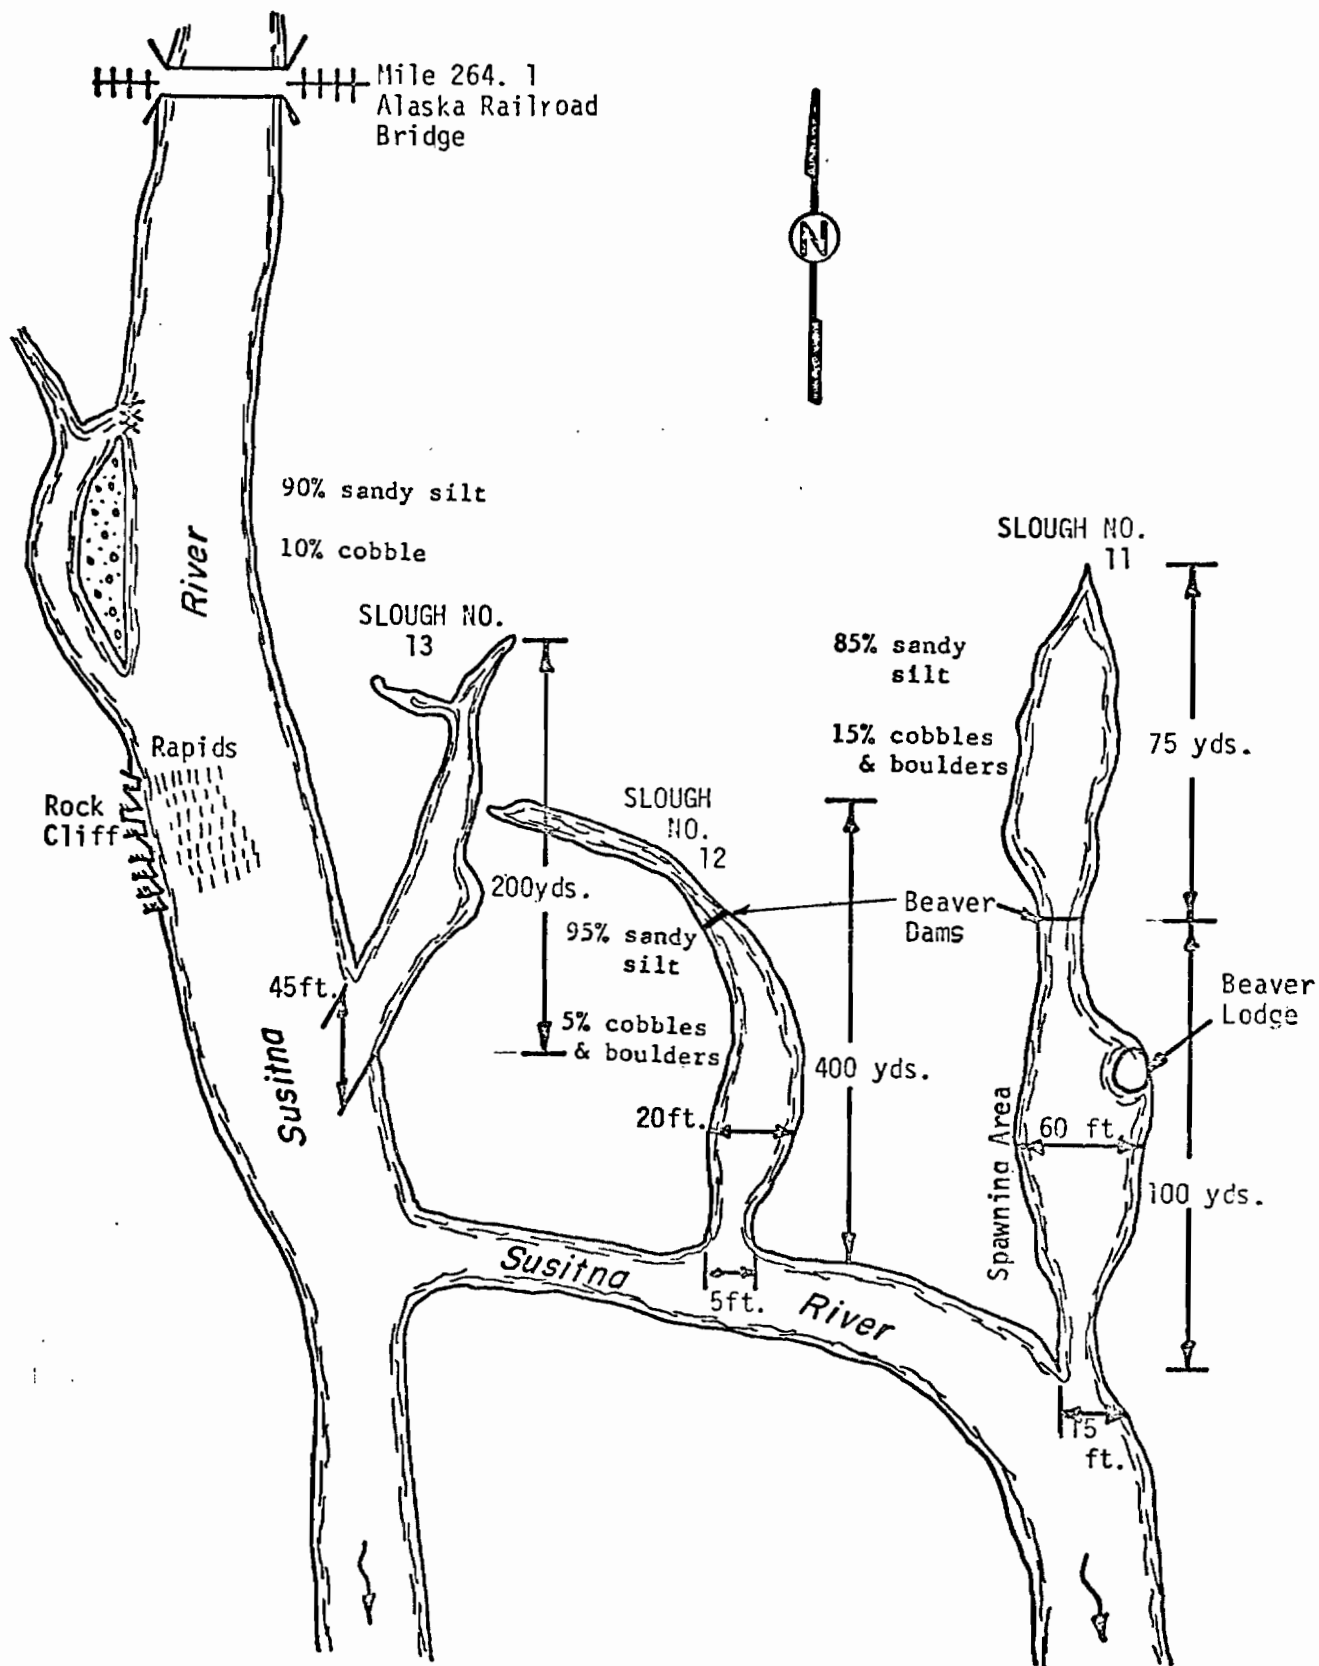 Mile 264. 1
Alaska Railroad
Bridge
N
90% sandy silt
10% cobble
River
SLOUGH NO.
13
SLOUGH NO.
11
85% sandy
silt
15% cobbles
& boulders
75 yds.
Rapids
Rock
Cliff
SLOUGH
NO.
12
200yds.
95% sandy
silt
5% cobbles
& boulders
Beaver
Dams
Beaver
Lodge
45ft.
Susitna
400 yds.
20ft.
60 ft.
Spawning Area
100 yds.
Susitna
River
5ft.
15
ft.